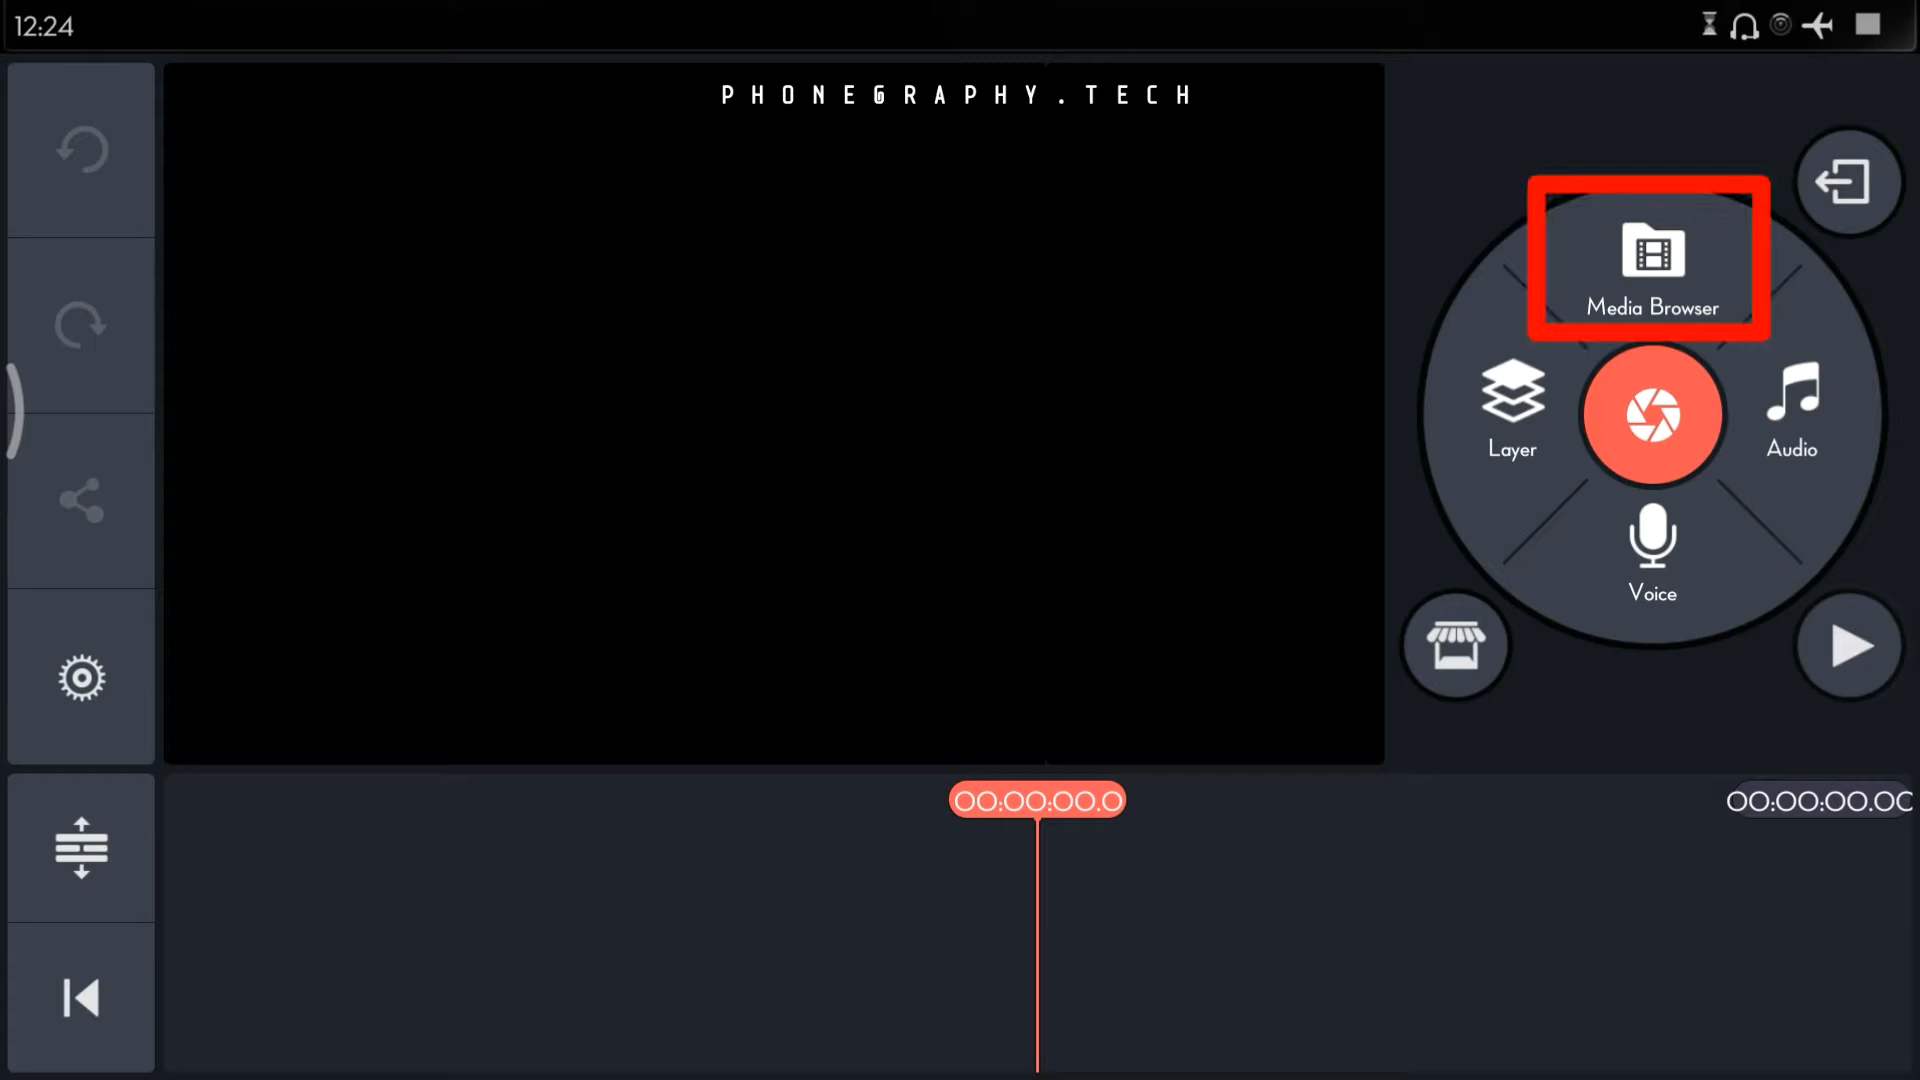 12:24
PHONEGRAPHY.TECH
Media Browser
Layer
Audio
Voice
00:00:00.0
00:00:00.00